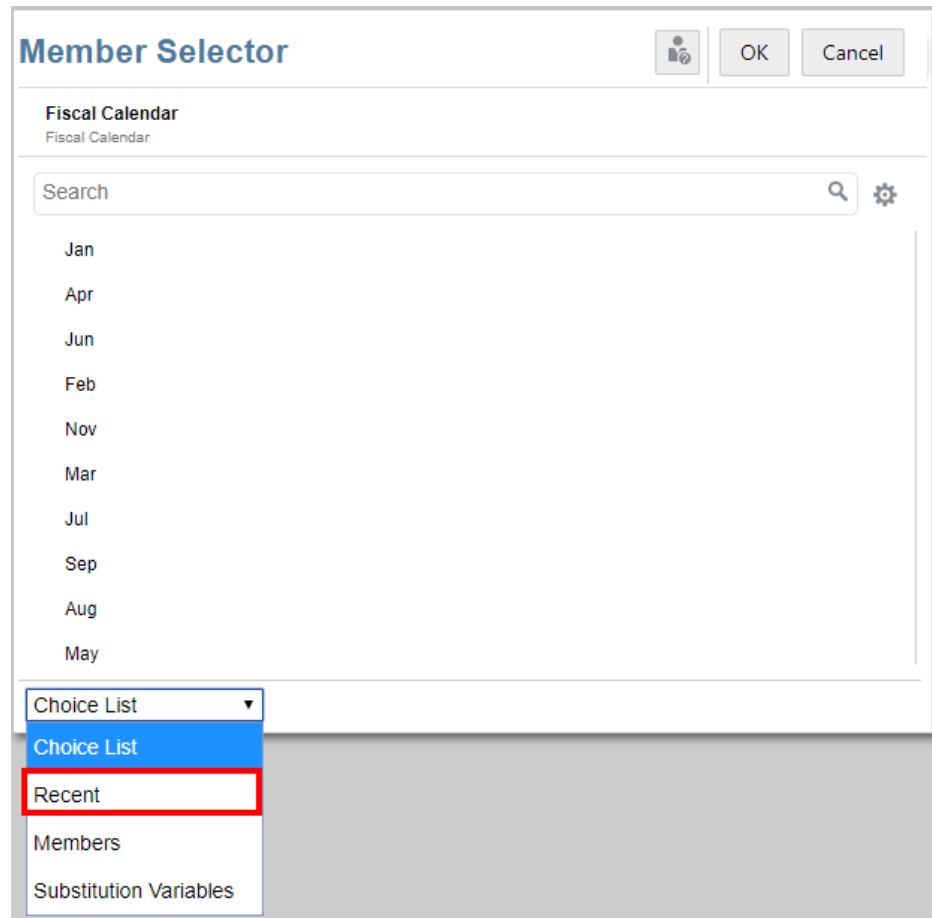 Member Selector
OK
Cancel
Fiscal Calendar
Fiscal Calendar
Search
Jan
Apr
Jun
Feb
Nov
Mar
Jul
Sep
Aug
May
Choice List
Choice List
Recent
Members
Substitution Variables